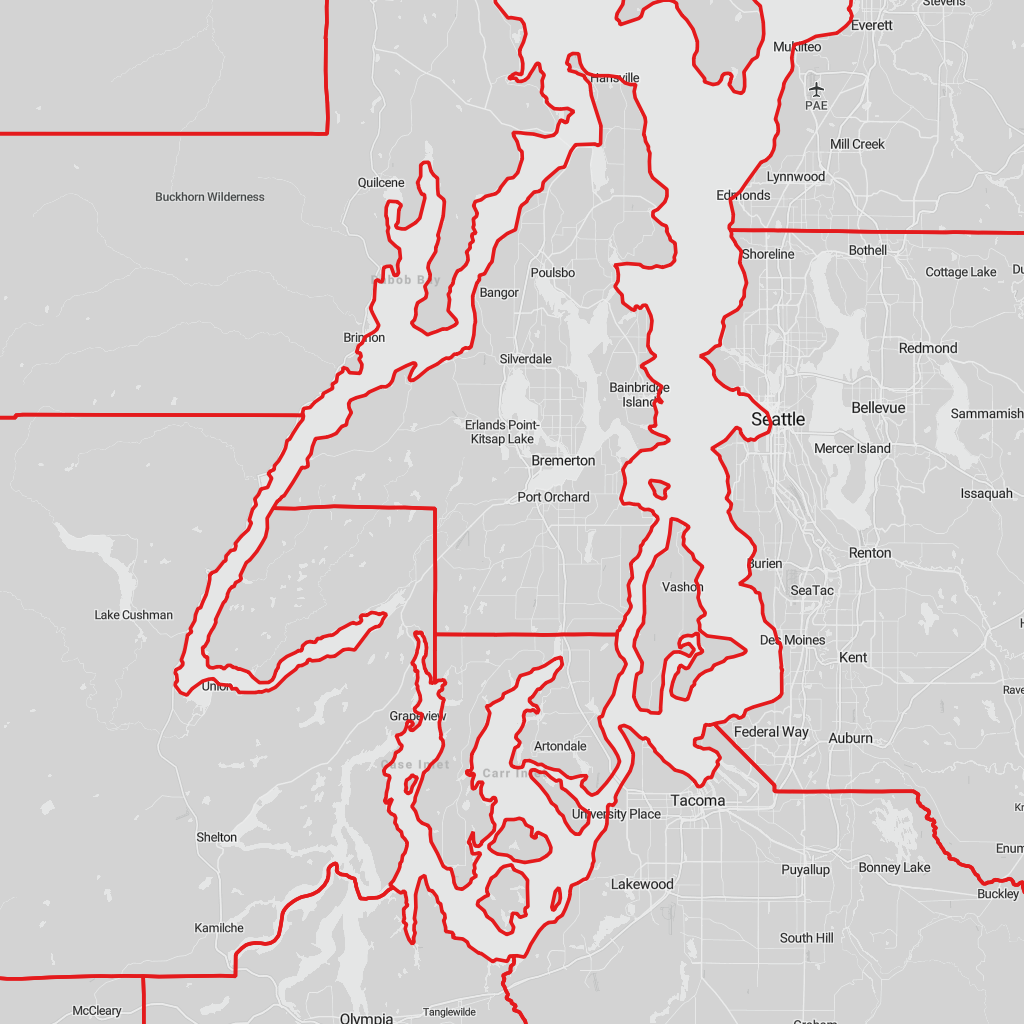 Stevens
Everett
Mukilteo
Hansville
PAE
Mill Creek
Lynnwood
Quilcene
Buckhorn Wilderness
Edmonds
Bothell
Shoreline
Cottage Lake
Du
Poulsbo
Dabob Bay
Bangor
Brinnon
Redmond
Silverdale
Bainbridge
Island
Bellevue
Sammamish
Seattle
Erlands Point-
Kitsap Lake
Mercer Island
Bremerton
Issaquah
Port Orchard
Renton
Burien
Vashon
SeaTac
Lake Cushman
Des Moines
Kent
Union
Rave
Grapeview
Federal Way
Auburn
Artondale
Case Inlet
Carr Inlet
Tacoma
University Place
Shelton
Enum
Puyallup
Bonney Lake
Lakewood
Buckley
Kamilche
South Hill
McCleary
Olympia
Tanglewilde
Graham